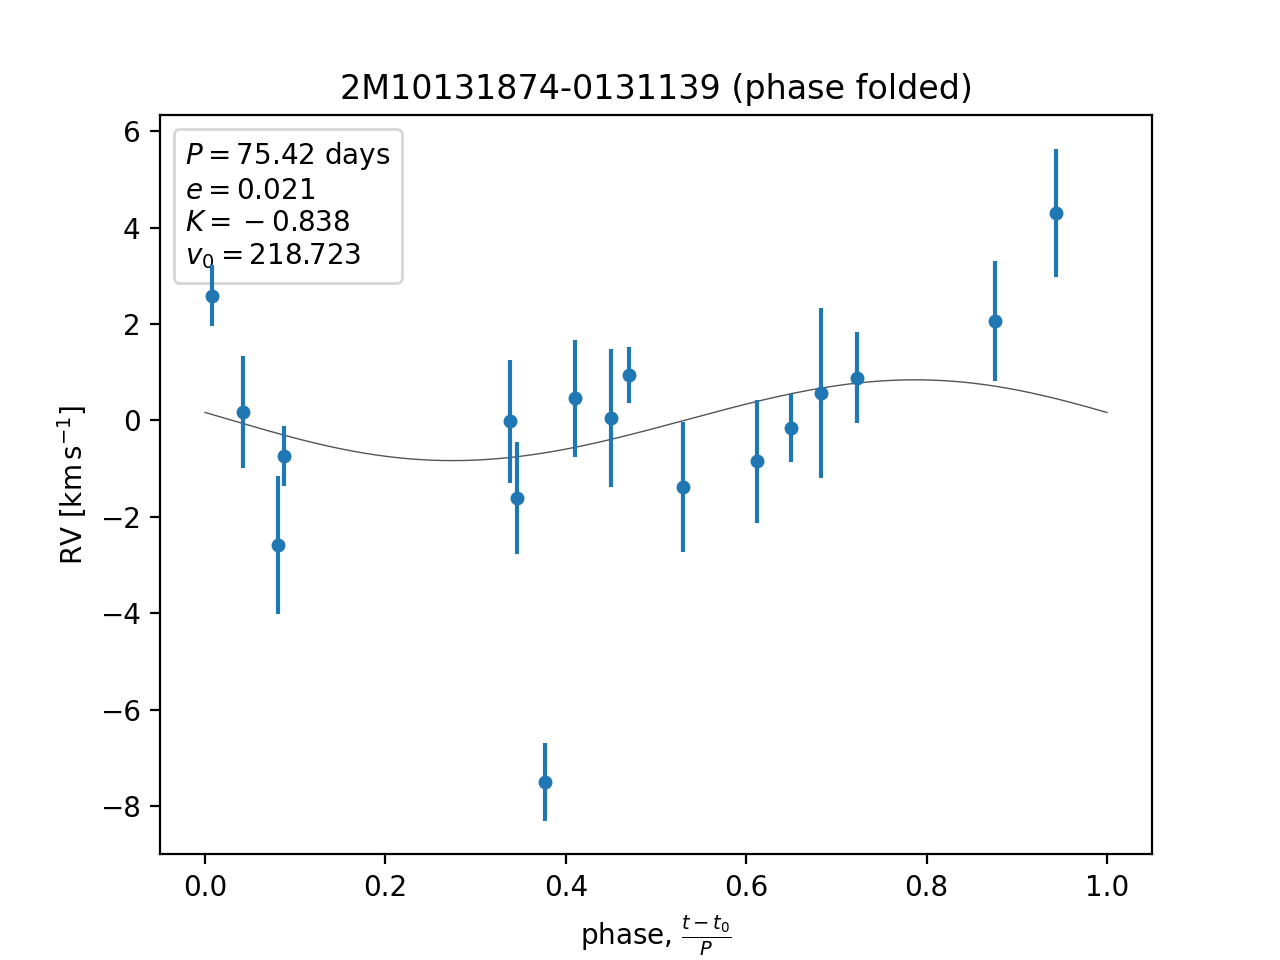 2M10131874-0131139 (phase folded)
P = 75.42 days
e = 0.021
K = −0.838
v₀ = 218.723
RV [km s⁻¹]
6
4
2
0
−2
−4
−6
−8
0.0 0.2 0.4 0.6 0.8 1.0
phase, (t − t₀)/P